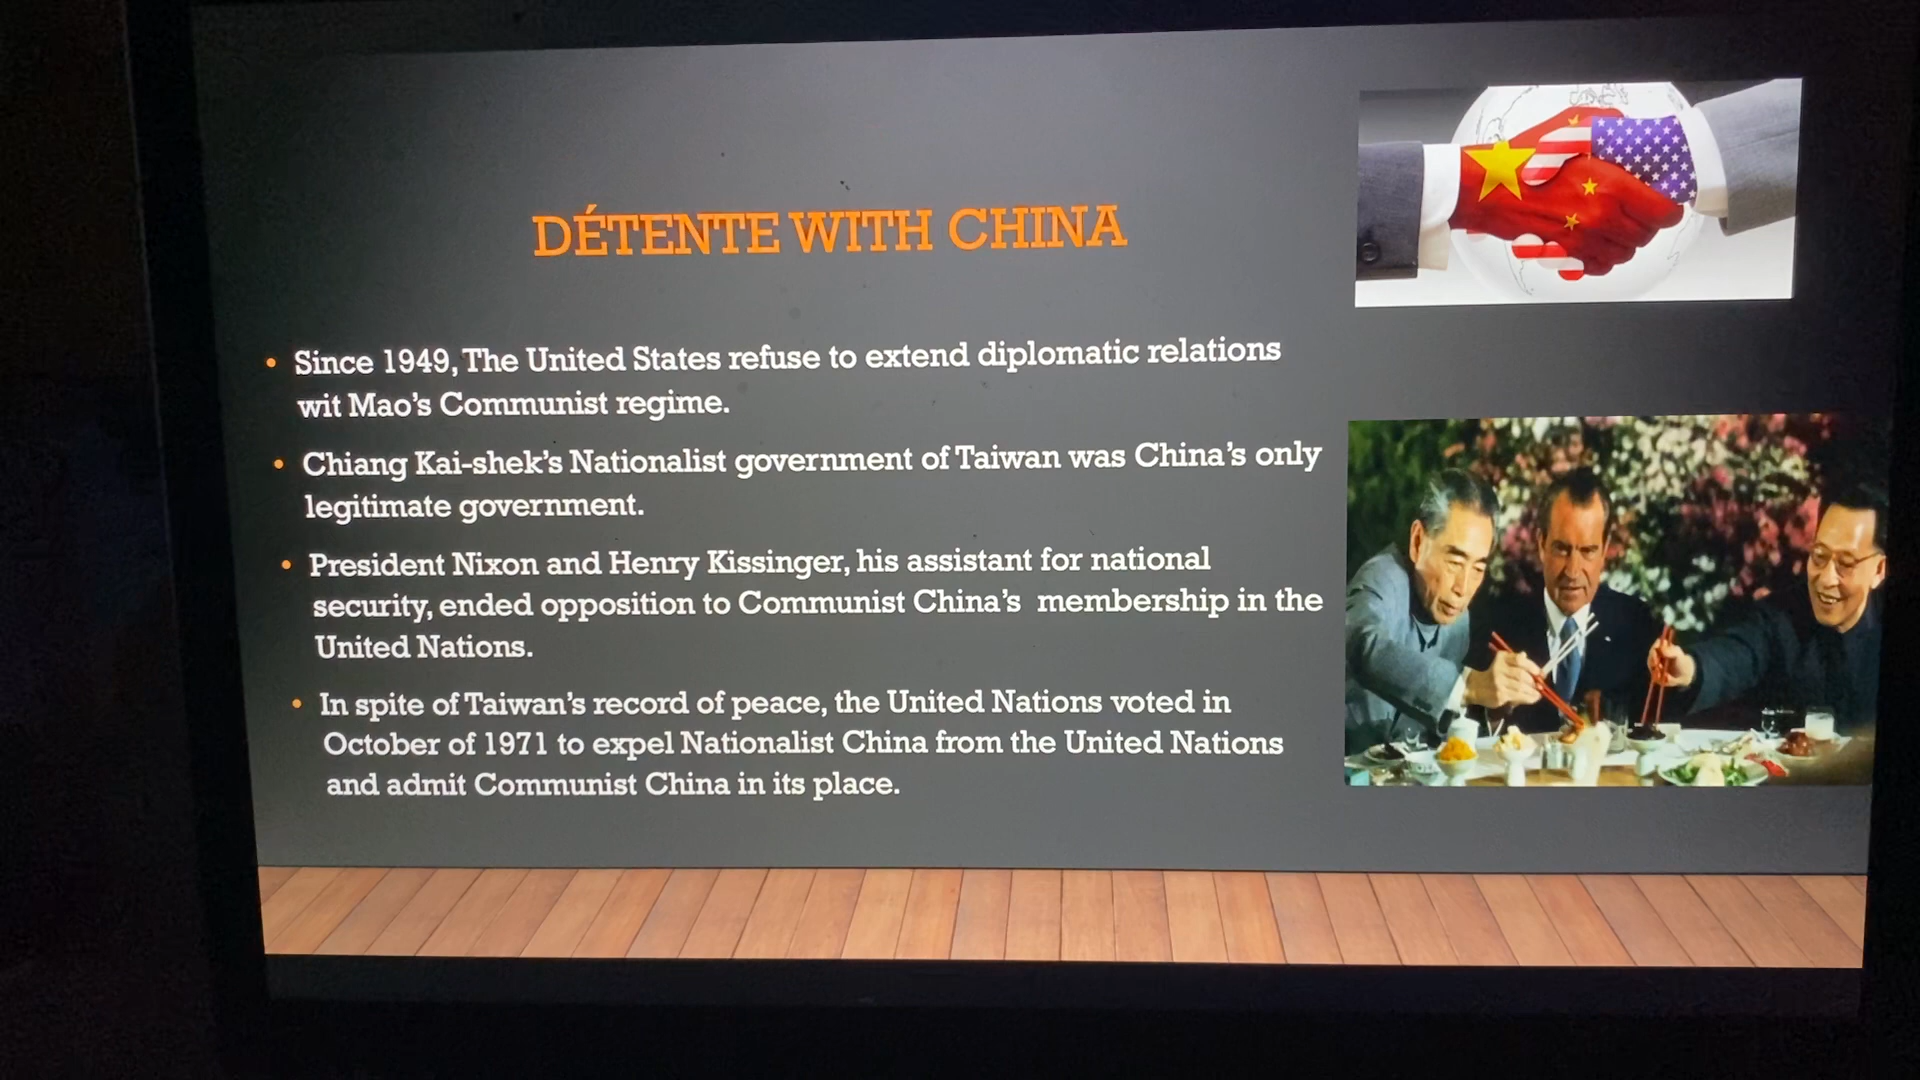 DÉTENTE WITH CHINA
• Since 1949, The United States refuse to extend diplomatic relations
wit Mao's Communist regime.
• Chiang Kai-shek's Nationalist government of Taiwan was China's only
legitimate government.
• President Nixon and Henry Kissinger, his assistant for national
security, ended opposition to Communist China's membership in the
United Nations.
• In spite of Taiwan's record of peace, the United Nations voted in
October of 1971 to expel Nationalist China from the United Nations
and admit Communist China in its place.